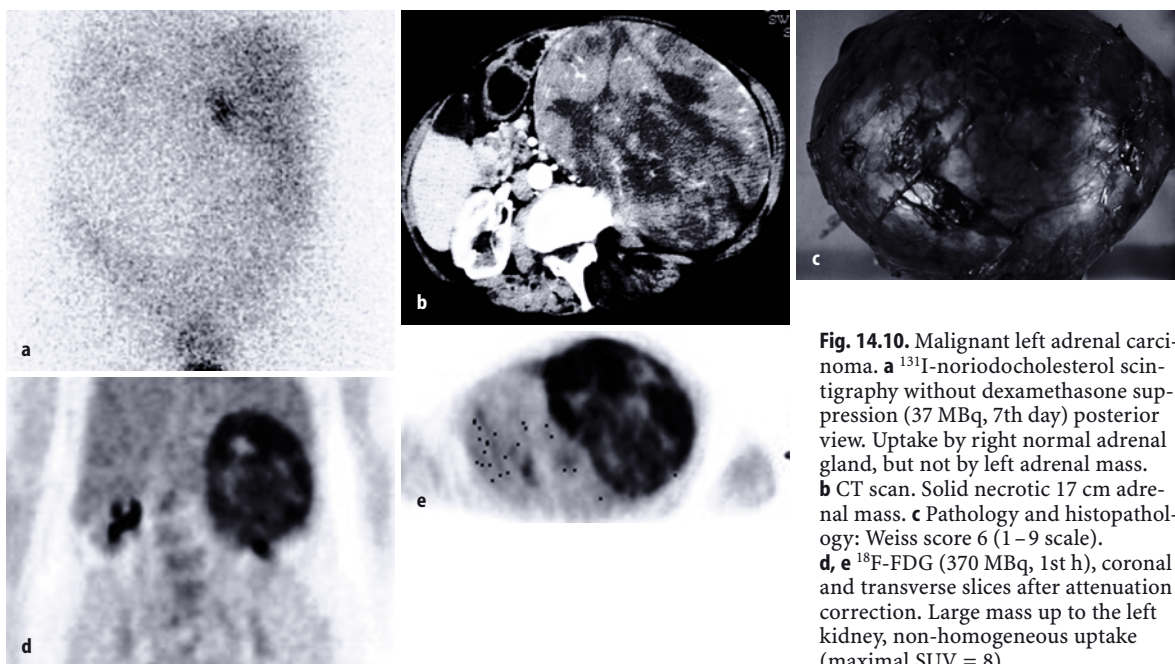 SW
S
a
b
c
d
e
Fig. 14.10. Malignant left adrenal carci-
noma. a ¹³¹I-noriodocholesterol scin-
tigraphy without dexamethasone sup-
pression (37 MBq, 7th day) posterior
view. Uptake by right normal adrenal
gland, but not by left adrenal mass.
b CT scan. Solid necrotic 17 cm adre-
nal mass. c Pathology and histopathol-
ogy: Weiss score 6 (1–9 scale).
d, e ¹⁸F-FDG (370 MBq, 1st h), coronal
and transverse slices after attenuation
correction. Large mass up to the left
kidney, non-homogeneous uptake
(maximal SUV = 8)